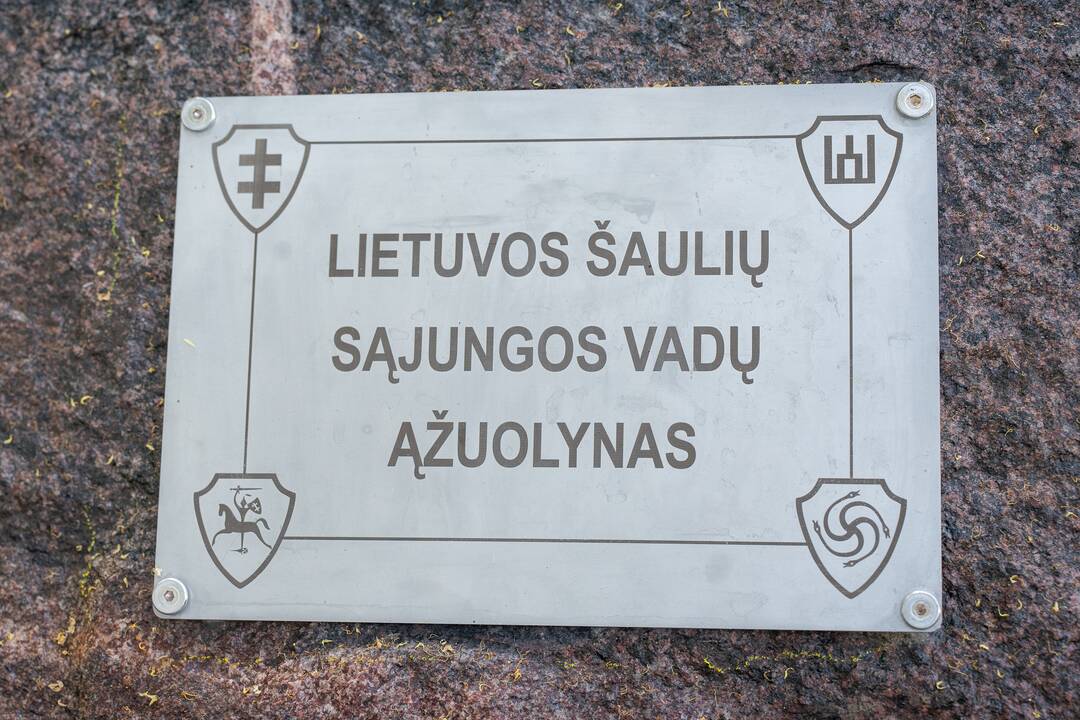 LIETUVOS ŠAULIŲ
SĄJUNGOS VADŲ
ĄŽUOLYNAS